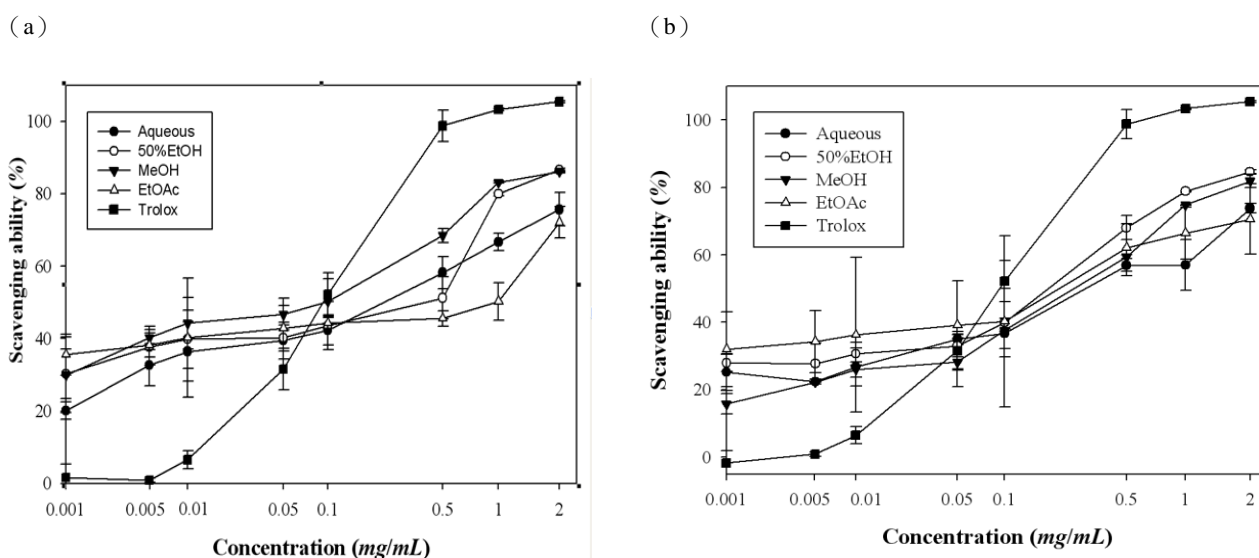 （a）
Aqueous
50%EtOH
MeOH
EtOAc
Trolox
Scavenging ability (%)
100
80
60
40
20
0
0.001
0.005
0.01
0.05
0.1
0.5
1
2
Concentration (mg/mL)
（b）
Aqueous
50%EtOH
MeOH
EtOAc
Trolox
Scavenging ability (%)
100
80
60
40
20
0
0.001
0.005
0.01
0.05
0.1
0.5
1
2
Concentration (mg/mL)